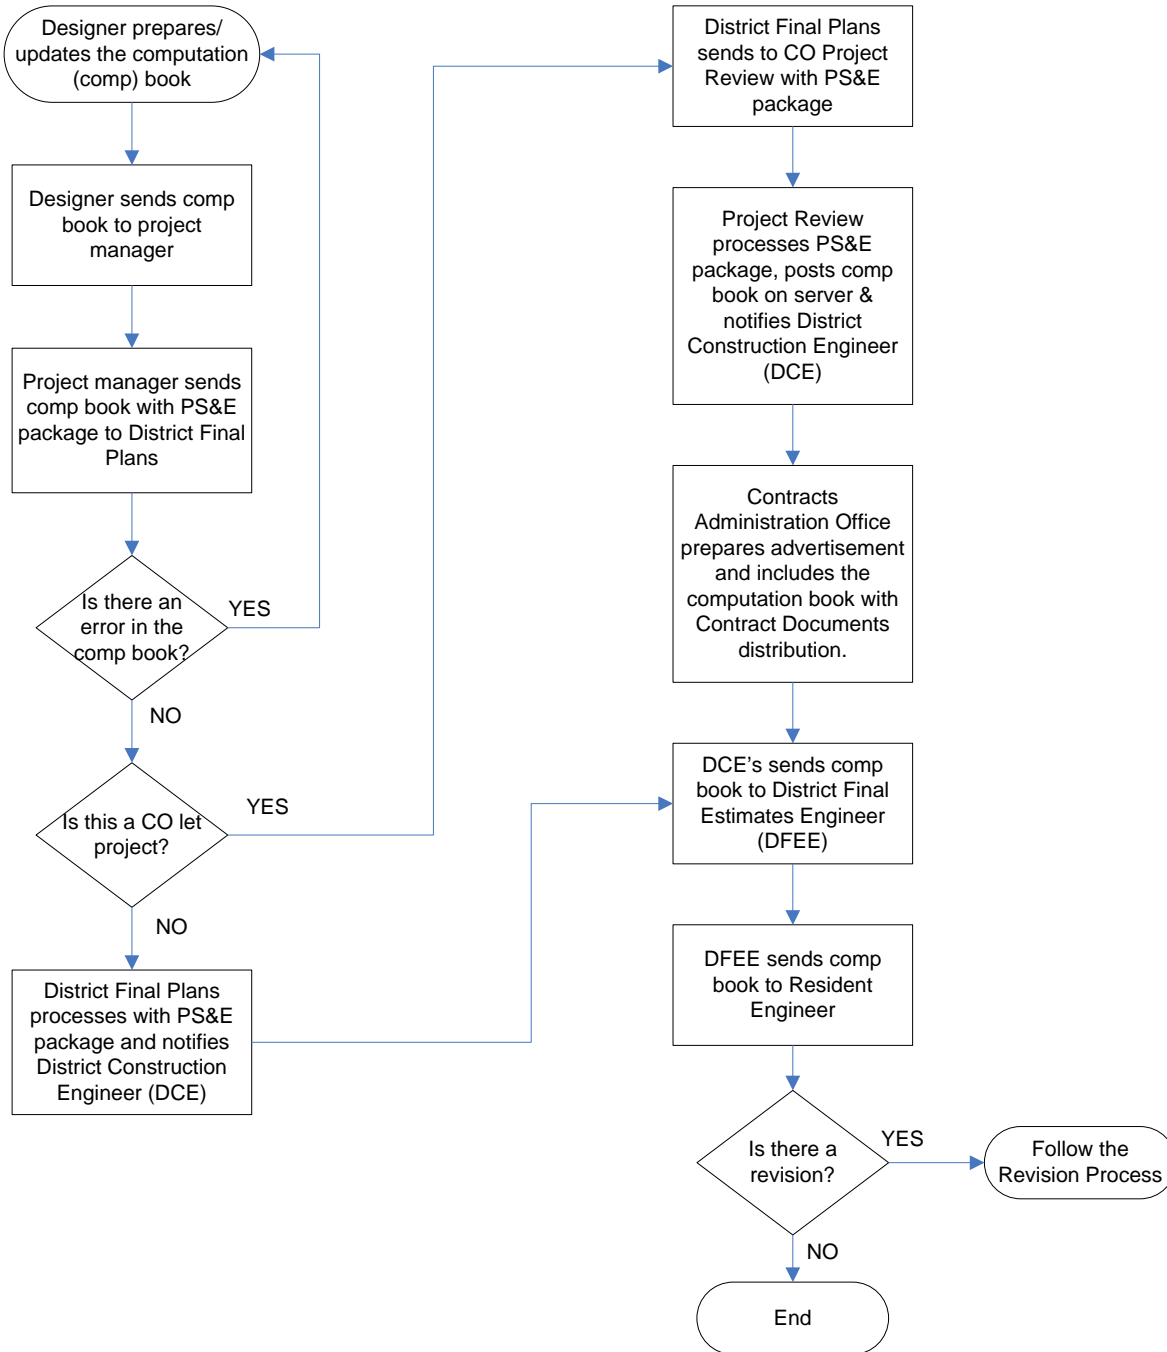 Designer prepares/
updates the computation
(comp) book
Designer sends comp
book to project
manager
Project manager sends
comp book with PS&E
package to District Final
Plans
Is there an
error in the
comp book?
YES
NO
Is this a CO let
project?
YES
NO
District Final Plans
processes with PS&E
package and notifies
District Construction
Engineer (DCE)
District Final Plans
sends to CO Project
Review with PS&E
package
Project Review
processes PS&E
package, posts comp
book on server &
notifies District
Construction Engineer
(DCE)
Contracts
Administration Office
prepares advertisement
and includes the
computation book with
Contract Documents
distribution.
DCE's sends comp
book to District Final
Estimates Engineer
(DFEE)
DFEE sends comp
book to Resident
Engineer
Is there a
revision?
YES
Follow the
Revision Process
NO
End